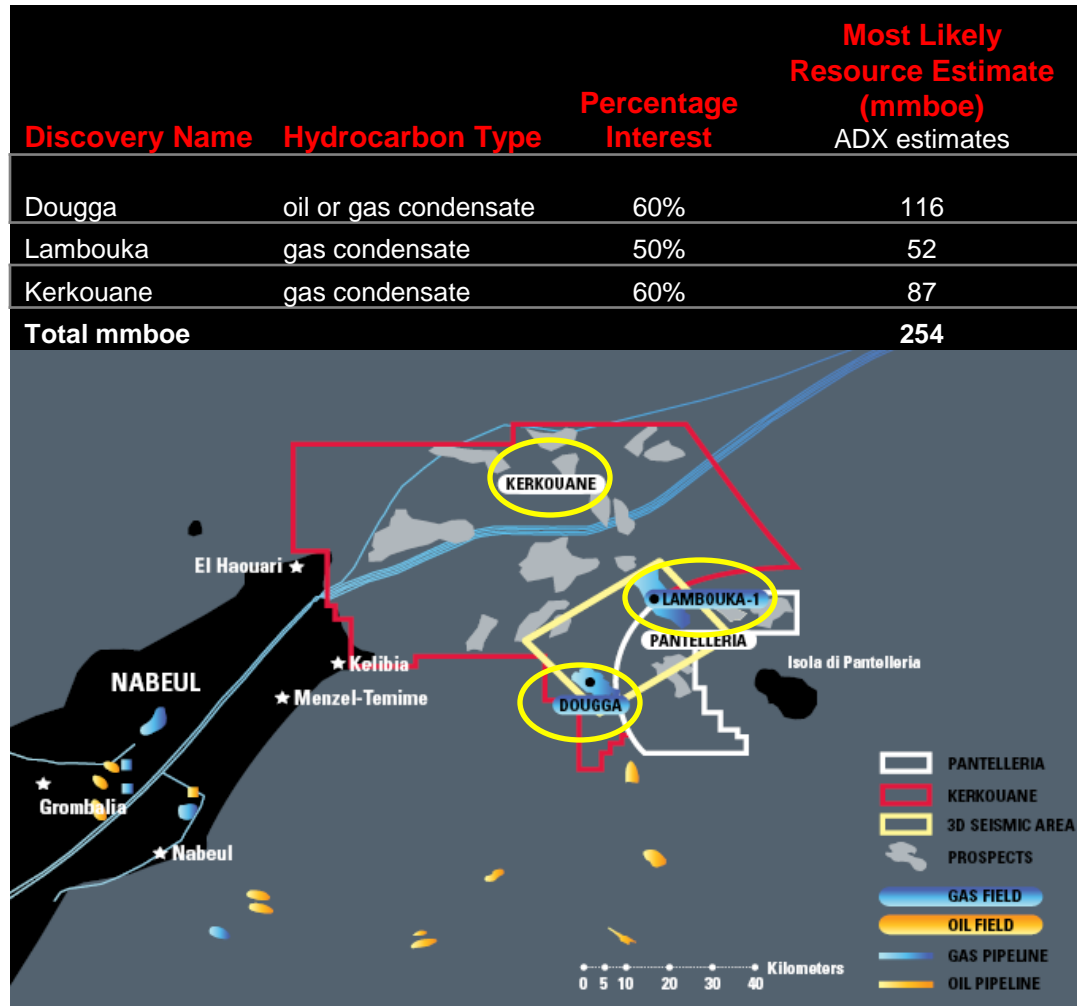 Most Likely
Resource Estimate
(mmboe)
Discovery Name Hydrocarbon Type Percentage Interest ADX estimates
Dougga oil or gas condensate 60% 116
Lambouka gas condensate 50% 52
Kerkouane gas condensate 60% 87
Total mmboe 254
KERKOUANE
El Haouari
LAMBOUKA-1
PANTELLERIA
Kelibia
Isola di Pantelleria
NABEUL
Menzel-Temime
DOUGGA
Grombalia
Nabeul
PANTELLERIA
KERKOUANE
3D SEISMIC AREA
PROSPECTS
GAS FIELD
OIL FIELD
GAS PIPELINE
OIL PIPELINE
Kilometers
0 5 10 20 30 40